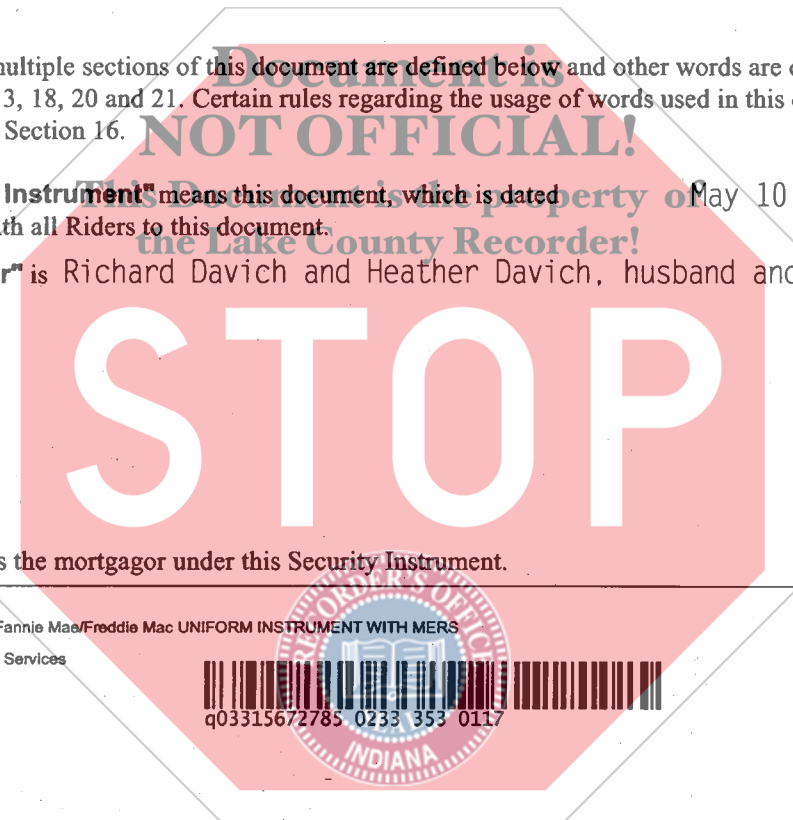 Document is
multiple sections of this document are defined below and other words are
3, 18, 20 and 21. Certain rules regarding the usage of words used in this
NOT OFFICIAL!
Section 16.
Instrument" means this document, which is dated May 10
This Document is the property of
ith all Riders to this document.
the Lake County Recorder!
r" is Richard Davich and Heather Davich, husband and
STOP
s the mortgagor under this Security Instrument.
RECORDER'S OFFICE
Fannie Mae/Freddie Mac UNIFORM INSTRUMENT WITH MERS
Services
q03315672785 0233 353 0117
INDIANA